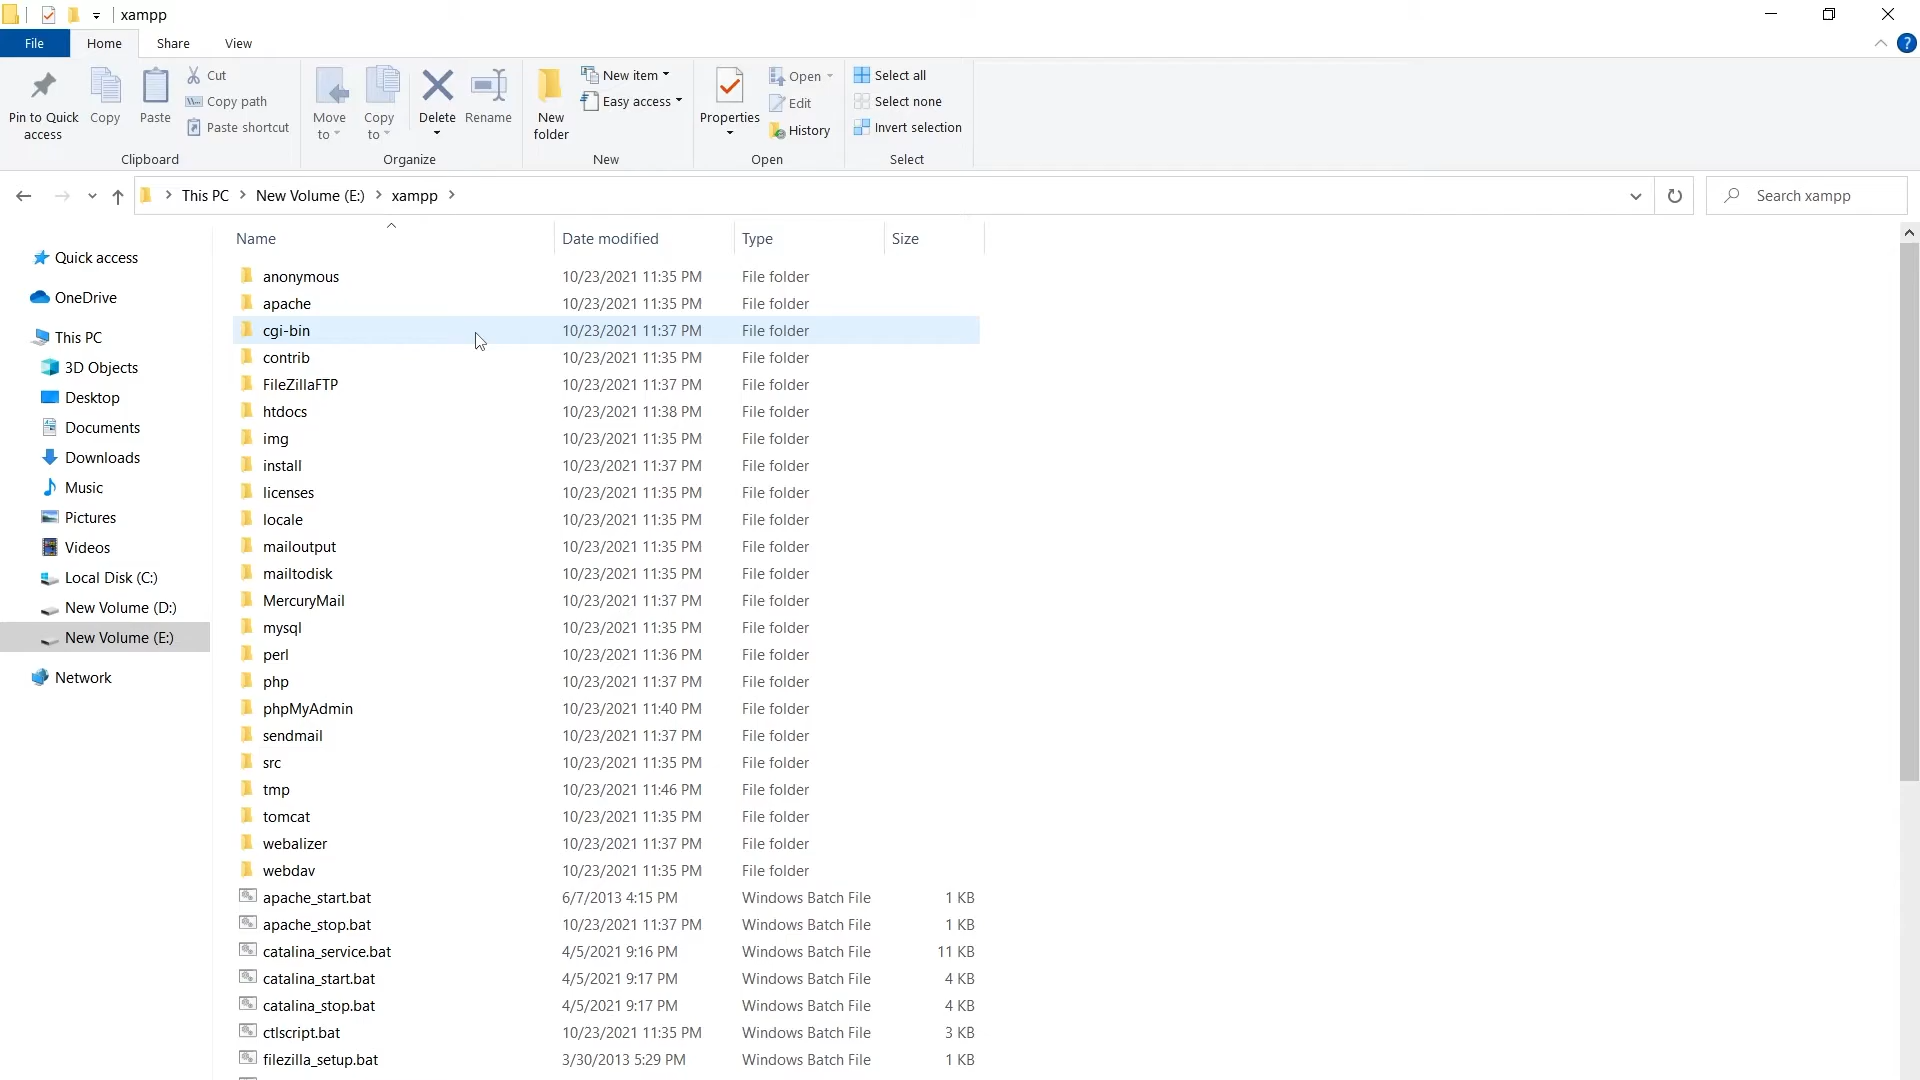 xampp
File Home Share View
Pin to Quick access
Copy
Paste
Cut
Copy path
Paste shortcut
Clipboard
Move to
Copy to
Delete
Rename
Organize
New folder
New item
Easy access
New
Properties
Open
Edit
History
Open
Select all
Select none
Invert selection
Select
This PC > New Volume (E:) > xampp >
Search xampp
Quick access
OneDrive
This PC
3D Objects
Desktop
Documents
Downloads
Music
Pictures
Videos
Local Disk (C:)
New Volume (D:)
New Volume (E:)
Network
Name Date modified Type Size
anonymous 10/23/2021 11:35 PM File folder
apache 10/23/2021 11:35 PM File folder
cgi-bin 10/23/2021 11:37 PM File folder
contrib 10/23/2021 11:35 PM File folder
FileZillaFTP 10/23/2021 11:37 PM File folder
htdocs 10/23/2021 11:38 PM File folder
img 10/23/2021 11:35 PM File folder
install 10/23/2021 11:37 PM File folder
licenses 10/23/2021 11:35 PM File folder
locale 10/23/2021 11:35 PM File folder
mailoutput 10/23/2021 11:35 PM File folder
mailtodisk 10/23/2021 11:35 PM File folder
MercuryMail 10/23/2021 11:37 PM File folder
mysql 10/23/2021 11:35 PM File folder
perl 10/23/2021 11:36 PM File folder
php 10/23/2021 11:37 PM File folder
phpMyAdmin 10/23/2021 11:40 PM File folder
sendmail 10/23/2021 11:37 PM File folder
src 10/23/2021 11:35 PM File folder
tmp 10/23/2021 11:46 PM File folder
tomcat 10/23/2021 11:35 PM File folder
webalizer 10/23/2021 11:37 PM File folder
webdav 10/23/2021 11:35 PM File folder
apache_start.bat 6/7/2013 4:15 PM Windows Batch File 1 KB
apache_stop.bat 10/23/2021 11:37 PM Windows Batch File 1 KB
catalina_service.bat 4/5/2021 9:16 PM Windows Batch File 11 KB
catalina_start.bat 4/5/2021 9:17 PM Windows Batch File 4 KB
catalina_stop.bat 4/5/2021 9:17 PM Windows Batch File 4 KB
ctlscript.bat 10/23/2021 11:35 PM Windows Batch File 3 KB
filezilla_setup.bat 3/30/2013 5:29 PM Windows Batch File 1 KB